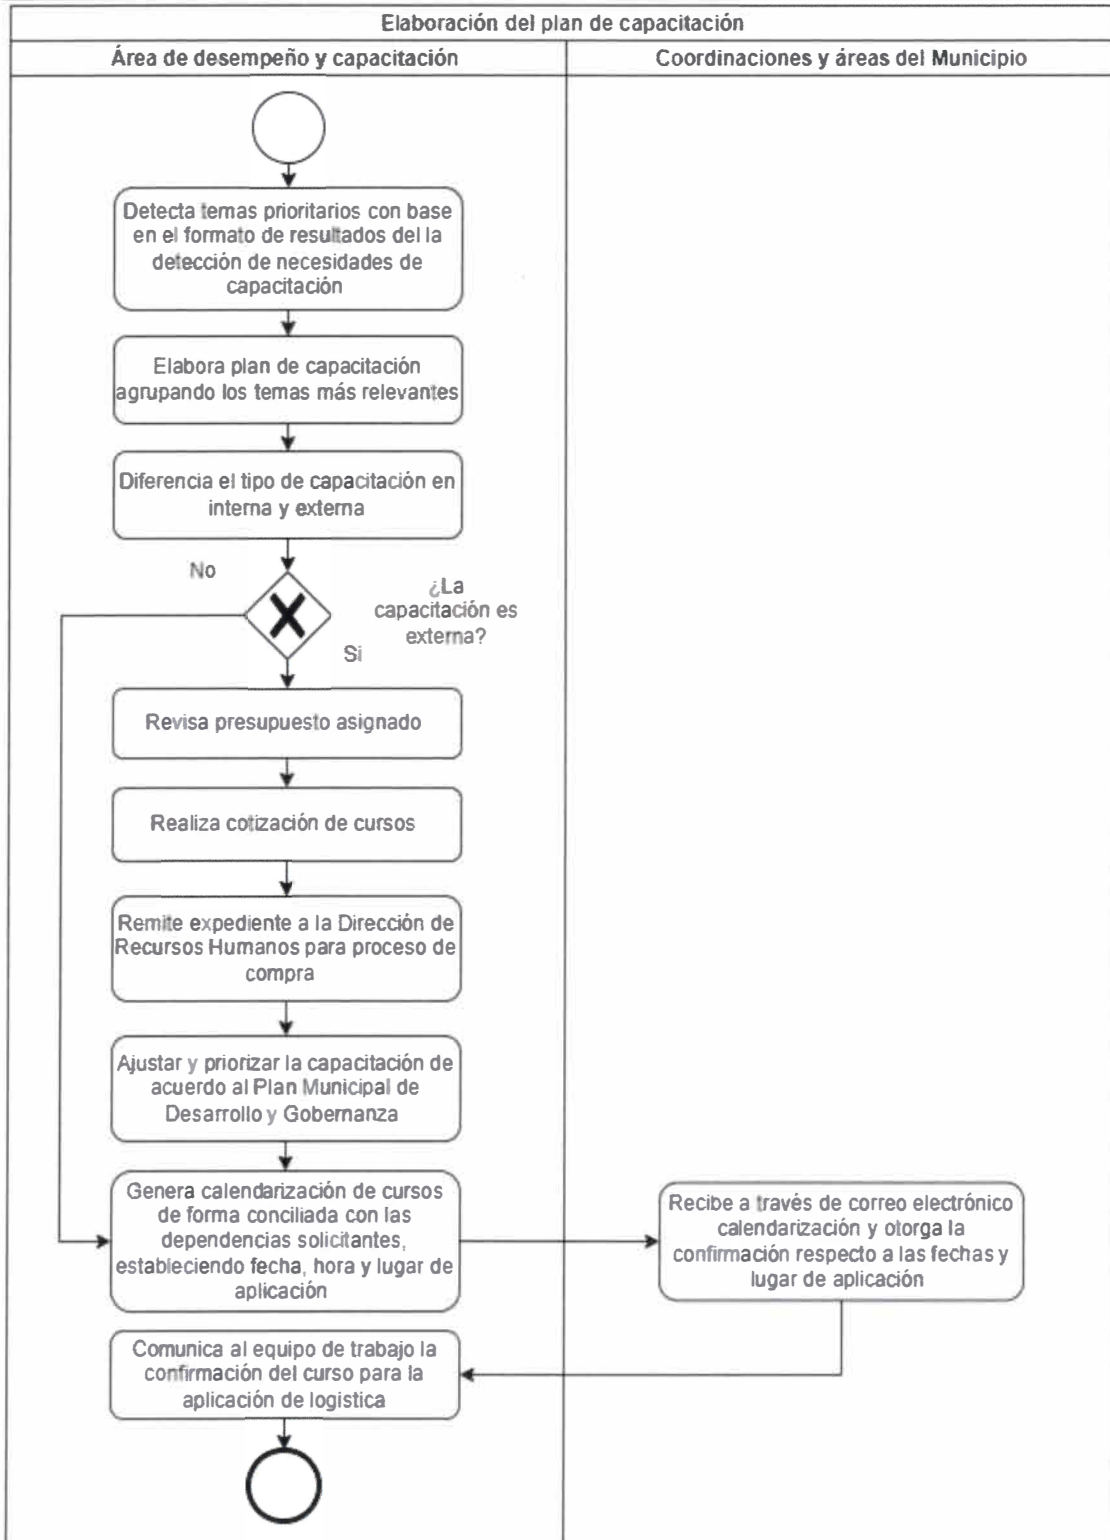 Elaboración del plan de capacitación
Área de desempeño y capacitación
Coordinaciones y áreas del Municipio
Detecta temas prioritarios con base
en el formato de resultados del la
detección de necesidades de
capacitación
Elabora plan de capacitación
agrupando los temas más relevantes
Diferencia el tipo de capacitación en
interna y externa
No
¿La
capacitación es
externa?
Si
Revisa presupuesto asignado
Realiza cotización de cursos
Remite expediente a la Dirección de
Recursos Humanos para proceso de
compra
Ajustar y priorizar la capacitación de
acuerdo al Plan Municipal de
Desarrollo y Gobernanza
Genera calendarización de cursos
de forma conciliada con las
dependencias solicitantes,
estableciendo fecha, hora y lugar de
aplicación
Recibe a través de correo electrónico
calendarización y otorga la
confirmación respecto a las fechas y
lugar de aplicación
Comunica al equipo de trabajo la
confirmación del curso para la
aplicación de logistica